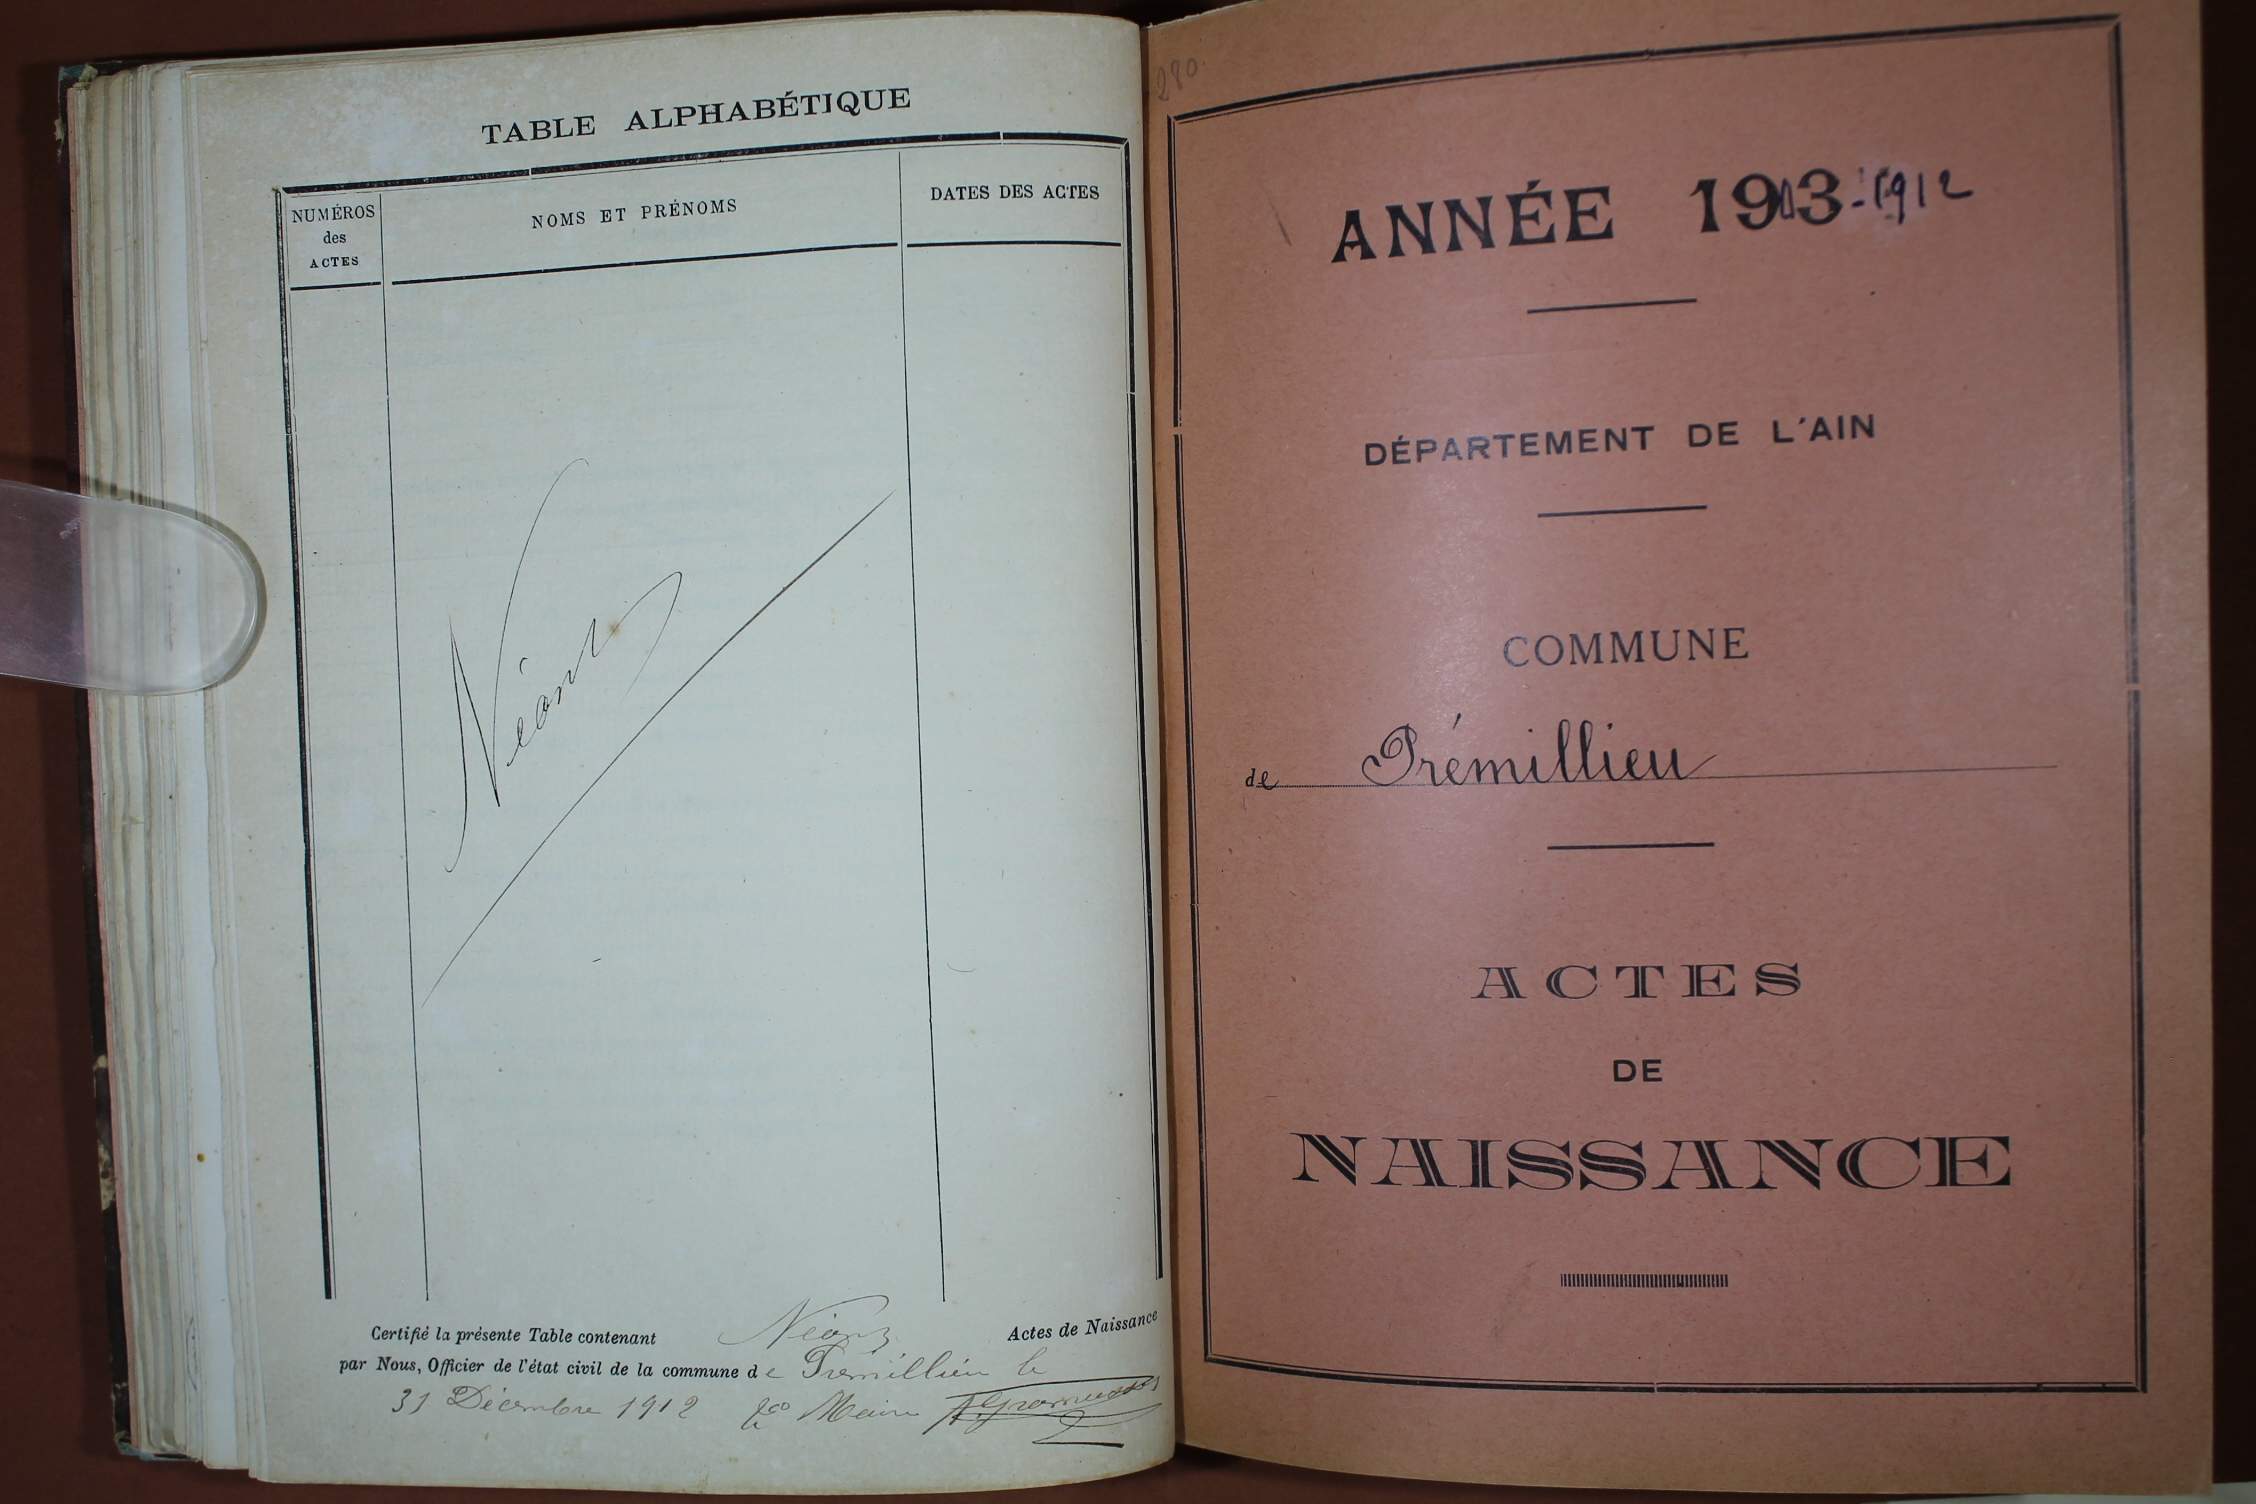 TABLE ALPHABÉTIQUE
NUMÉROS
des
ACTES
NOMS ET PRÉNOMS
DATES DES ACTES
Néant
Certifié la présente Table contenant Néant Actes de Naissance
par Nous, Officier de l'état civil de la commune de Prémillieu le
31 Décembre 1912 Le Maire
280.
ANNÉE 1903-1912
DÉPARTEMENT DE L'AIN
COMMUNE
de Prémillieu
ACTES
DE
NAISSANCE